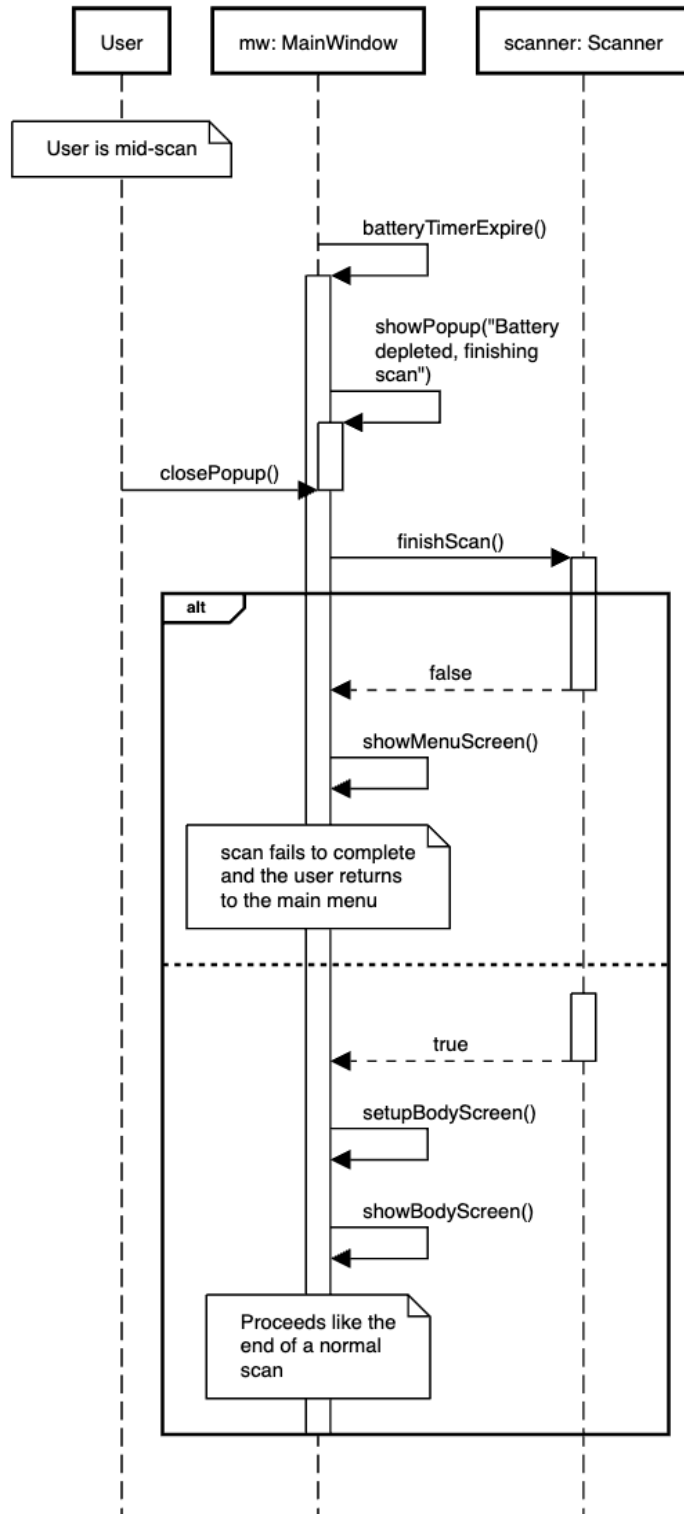 User
mw: MainWindow
scanner: Scanner
User is mid-scan
batteryTimerExpire()
showPopup("Battery
depleted, finishing
scan")
closePopup()
finishScan()
alt
false
showMenuScreen()
scan fails to complete
and the user returns
to the main menu
true
setupBodyScreen()
showBodyScreen()
Proceeds like the
end of a normal
scan